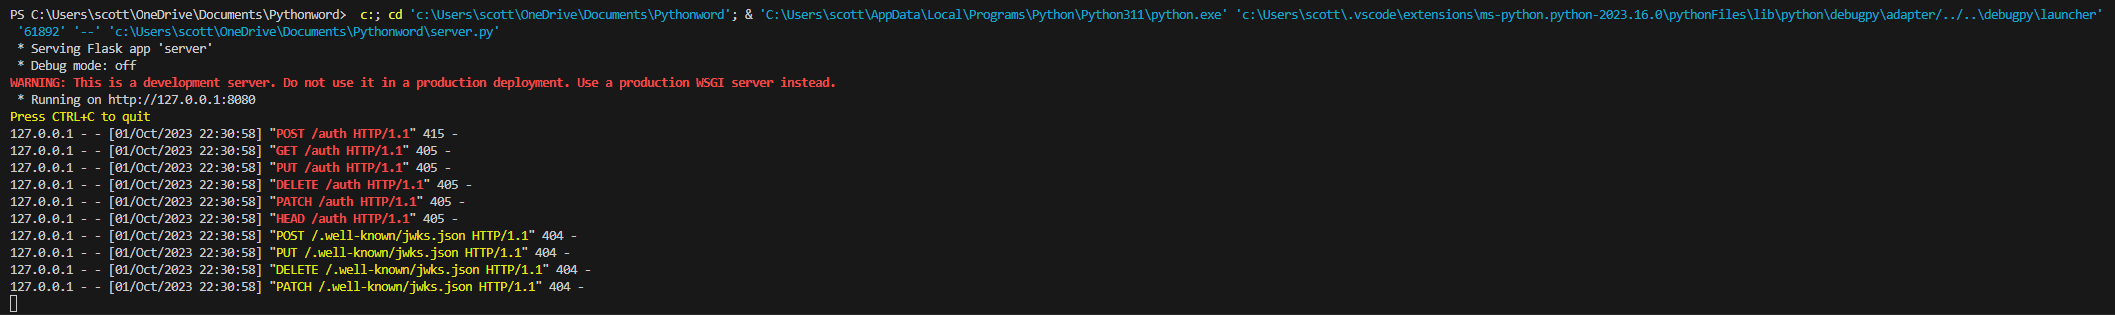 PS C:\Users\scott\OneDrive\Documents\Pythonword>  c:; cd 'c:\Users\scott\OneDrive\Documents\Pythonword'; & 'C:\Users\scott\AppData\Local\Programs\Python\Python311\python.exe' 'c:\Users\scott\.vscode\extensions\ms-python.python-2023.16.0\pythonFiles\lib\python\debugpy\adapter/../..\debugpy\launcher'
 '61892' '--' 'c:\Users\scott\OneDrive\Documents\Pythonword\server.py'
 * Serving Flask app 'server'
 * Debug mode: off
WARNING: This is a development server. Do not use it in a production deployment. Use a production WSGI server instead.
 * Running on http://127.0.0.1:8080
Press CTRL+C to quit
127.0.0.1 - - [01/Oct/2023 22:30:58] "POST /auth HTTP/1.1" 415 -
127.0.0.1 - - [01/Oct/2023 22:30:58] "GET /auth HTTP/1.1" 405 -
127.0.0.1 - - [01/Oct/2023 22:30:58] "PUT /auth HTTP/1.1" 405 -
127.0.0.1 - - [01/Oct/2023 22:30:58] "DELETE /auth HTTP/1.1" 405 -
127.0.0.1 - - [01/Oct/2023 22:30:58] "PATCH /auth HTTP/1.1" 405 -
127.0.0.1 - - [01/Oct/2023 22:30:58] "HEAD /auth HTTP/1.1" 405 -
127.0.0.1 - - [01/Oct/2023 22:30:58] "POST /.well-known/jwks.json HTTP/1.1" 404 -
127.0.0.1 - - [01/Oct/2023 22:30:58] "PUT /.well-known/jwks.json HTTP/1.1" 404 -
127.0.0.1 - - [01/Oct/2023 22:30:58] "DELETE /.well-known/jwks.json HTTP/1.1" 404 -
127.0.0.1 - - [01/Oct/2023 22:30:58] "PATCH /.well-known/jwks.json HTTP/1.1" 404 -